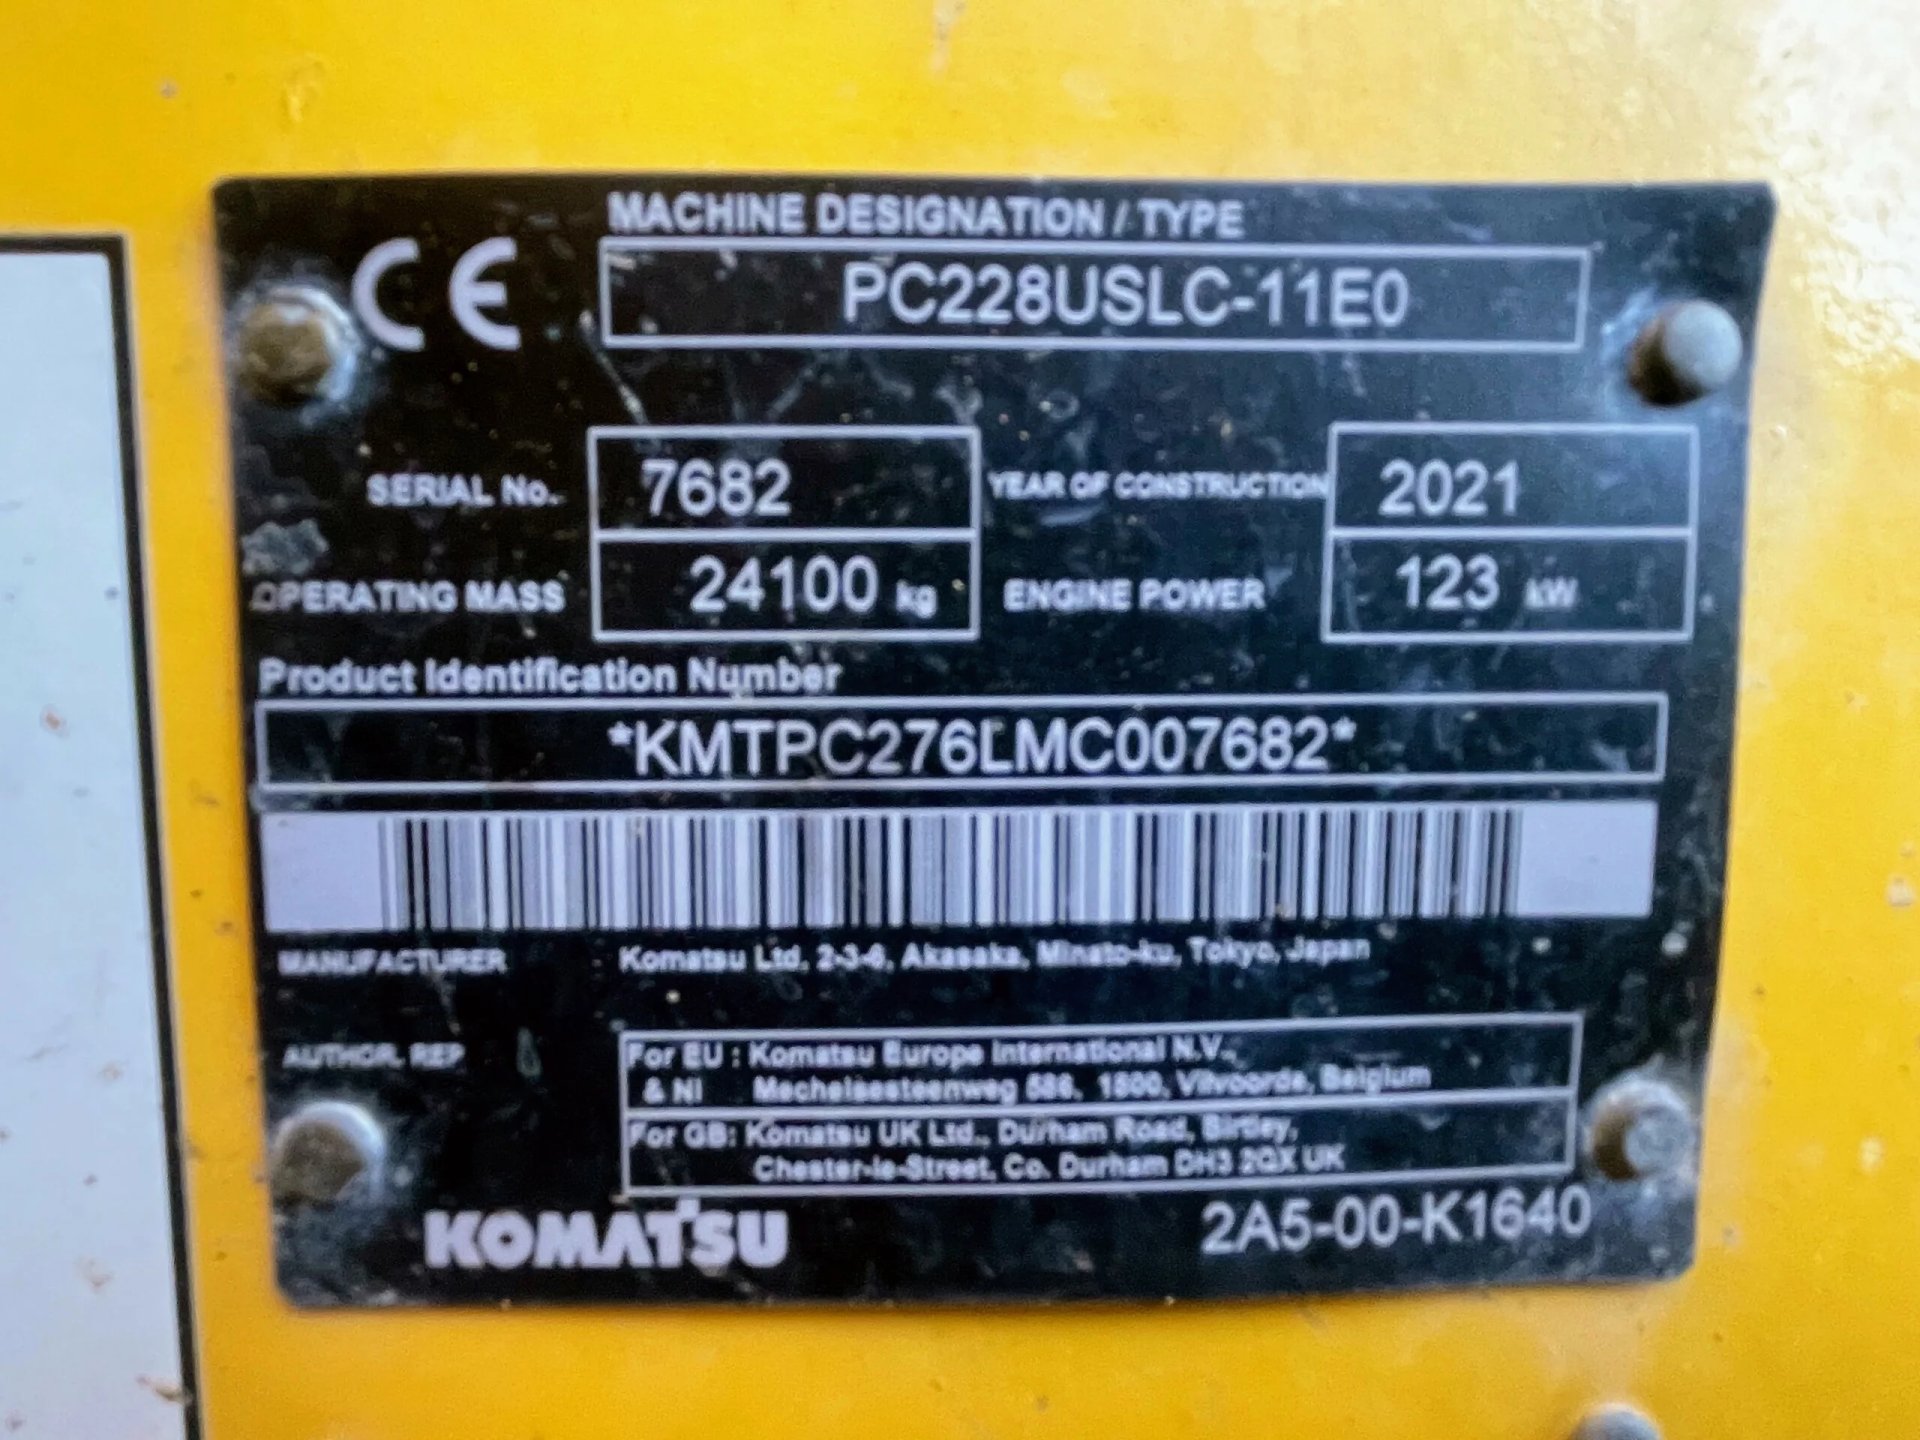 MACHINE DESIGNATION / TYPE
CE
PC228USLC-11E0
SERIAL No. 7682 YEAR OF CONSTRUCTION 2021
OPERATING MASS 24100 kg ENGINE POWER 123 kW
Product Identification Number
*KMTPC276LMC007682*
MANUFACTURER Komatsu Ltd, 2-3-6, Akasaka, Minato-ku, Tokyo, Japan
AUTHOR. REP For EU : Komatsu Europe International N.V.,
& NI Mechelsesteenweg 586, 1800, Vilvoorde, Belgium
For GB: Komatsu UK Ltd., Durham Road, Birtley,
Chester-le-Street, Co. Durham DH3 2QX UK
KOMATSU 2A5-00-K1640